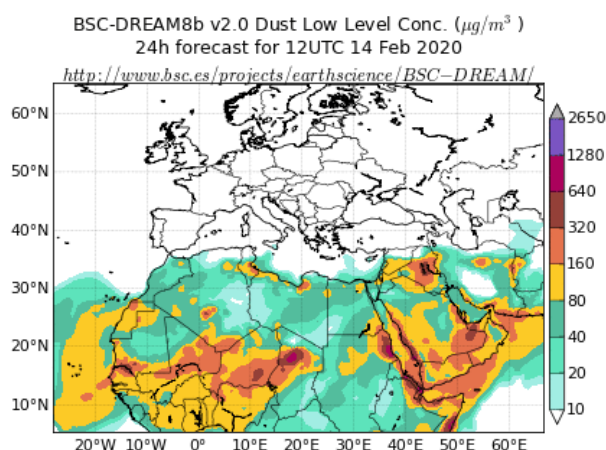 BSC-DREAM8b v2.0 Dust Low Level Conc. (μg/m³ )
24h forecast for 12UTC 14 Feb 2020
http://www.bsc.es/projects/earthscience/BSC−DREAM/
60°N
50°N
40°N
30°N
20°N
10°N
20°W 10°W 0° 10°E 20°E 30°E 40°E 50°E 60°E
2650
1280
640
320
160
80
40
20
10